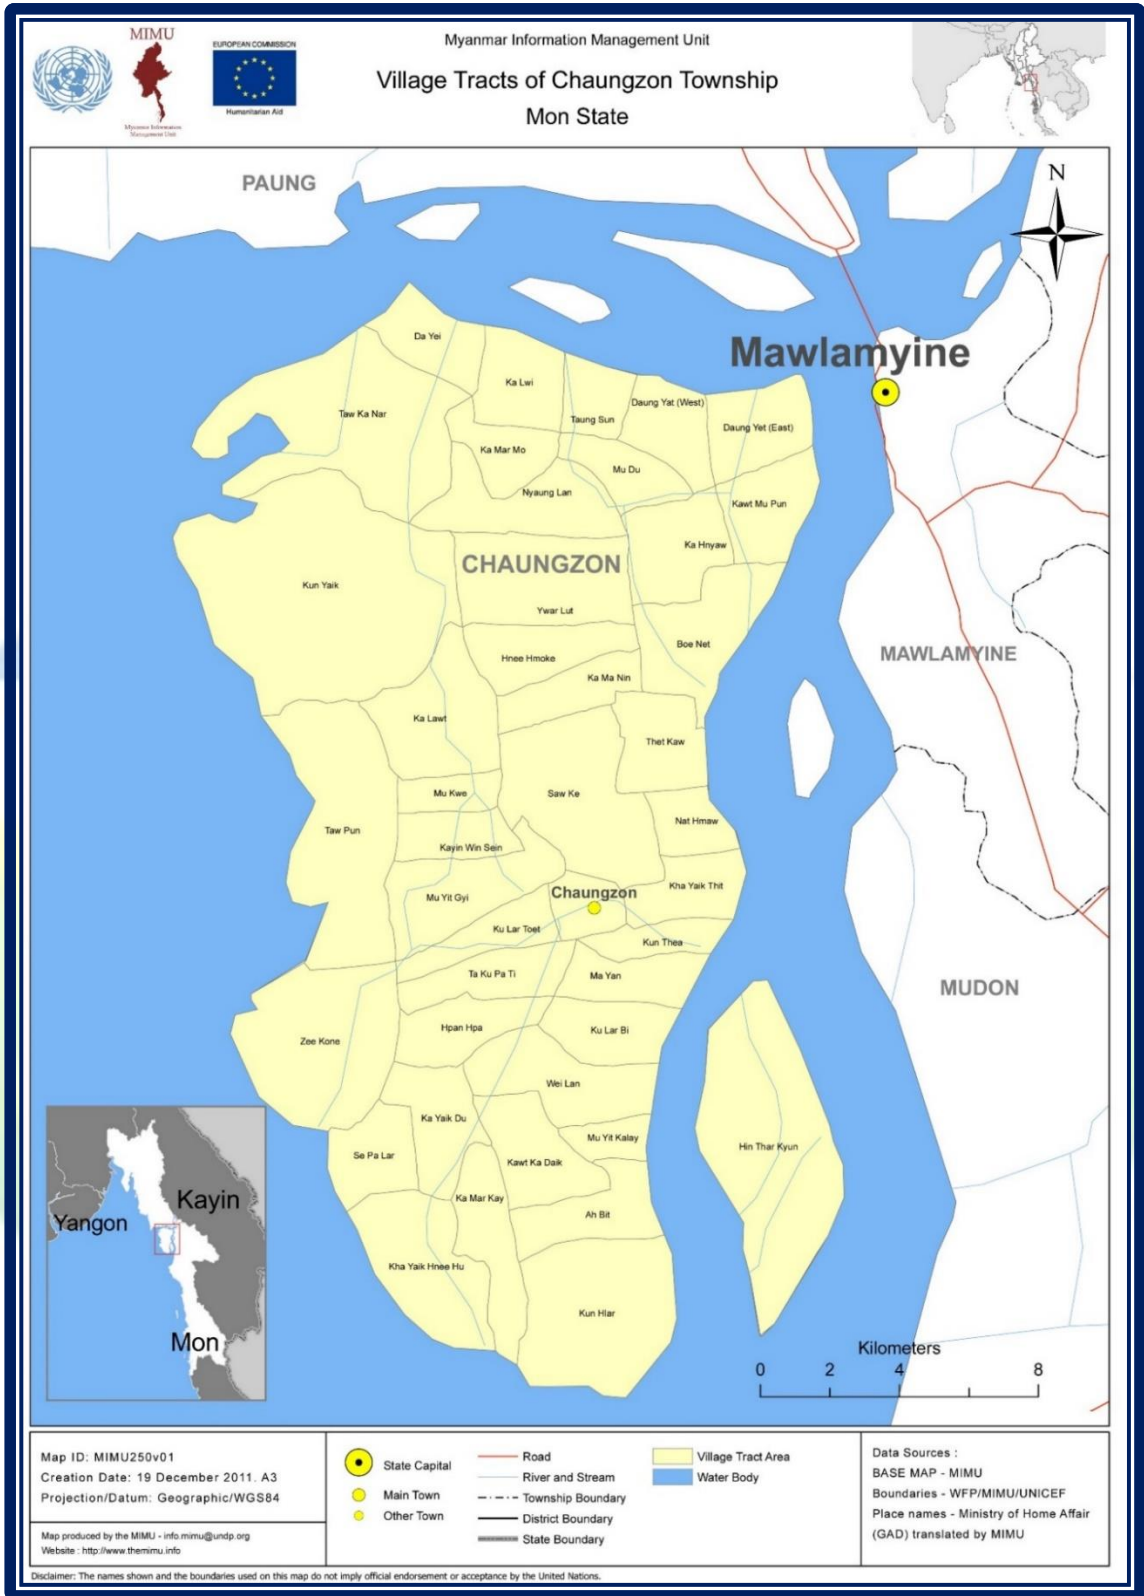 MIMU
Myanmar Information
Management Unit
EUROPEAN COMMISSION
Humanitarian Aid
Myanmar Information Management Unit
Village Tracts of Chaungzon Township
Mon State
PAUNG
N
Mawlamyine
Da Yei
Ka Lwi
Taw Ka Nar
Taung Sun
Daung Yat (West)
Daung Yet (East)
Ka Mar Mo
Mu Du
Nyaung Lan
Kawt Mu Pun
Ka Hnyaw
CHAUNGZON
Kun Yaik
Ywar Lut
Boe Net
MAWLAMYINE
Hnee Hmoke
Ka Ma Nin
Ka Lawt
Thet Kaw
Mu Kwe
Saw Ke
Nat Hmaw
Taw Pun
Kayin Win Sein
Kha Yaik Thit
Mu Yit Gyi
Chaungzon
Ku Lar Toet
Kun Thea
Ta Ku Pa Ti
Ma Yan
MUDON
Hpan Hpa
Ku Lar Bi
Zee Kone
Wei Lan
Ka Yaik Du
Mu Yit Kalay
Hin Thar Kyun
Se Pa Lar
Kawt Ka Daik
Ka Mar Kay
Ah Bit
Kha Yaik Hnee Hu
Kun Hlar
Kayin
Yangon
Mon
Kilometers
0 2 4 8
Map ID: MIMU250v01
Creation Date: 19 December 2011. A3
Projection/Datum: Geographic/WGS84
Map produced by the MIMU - info.mimu@undp.org
Website : http://www.themimu.info
State Capital
Main Town
Other Town
Road
River and Stream
Township Boundary
District Boundary
State Boundary
Village Tract Area
Water Body
Data Sources :
BASE MAP - MIMU
Boundaries - WFP/MIMU/UNICEF
Place names - Ministry of Home Affair
(GAD) translated by MIMU
Disclaimer: The names shown and the boundaries used on this map do not imply official endorsement or acceptance by the United Nations.